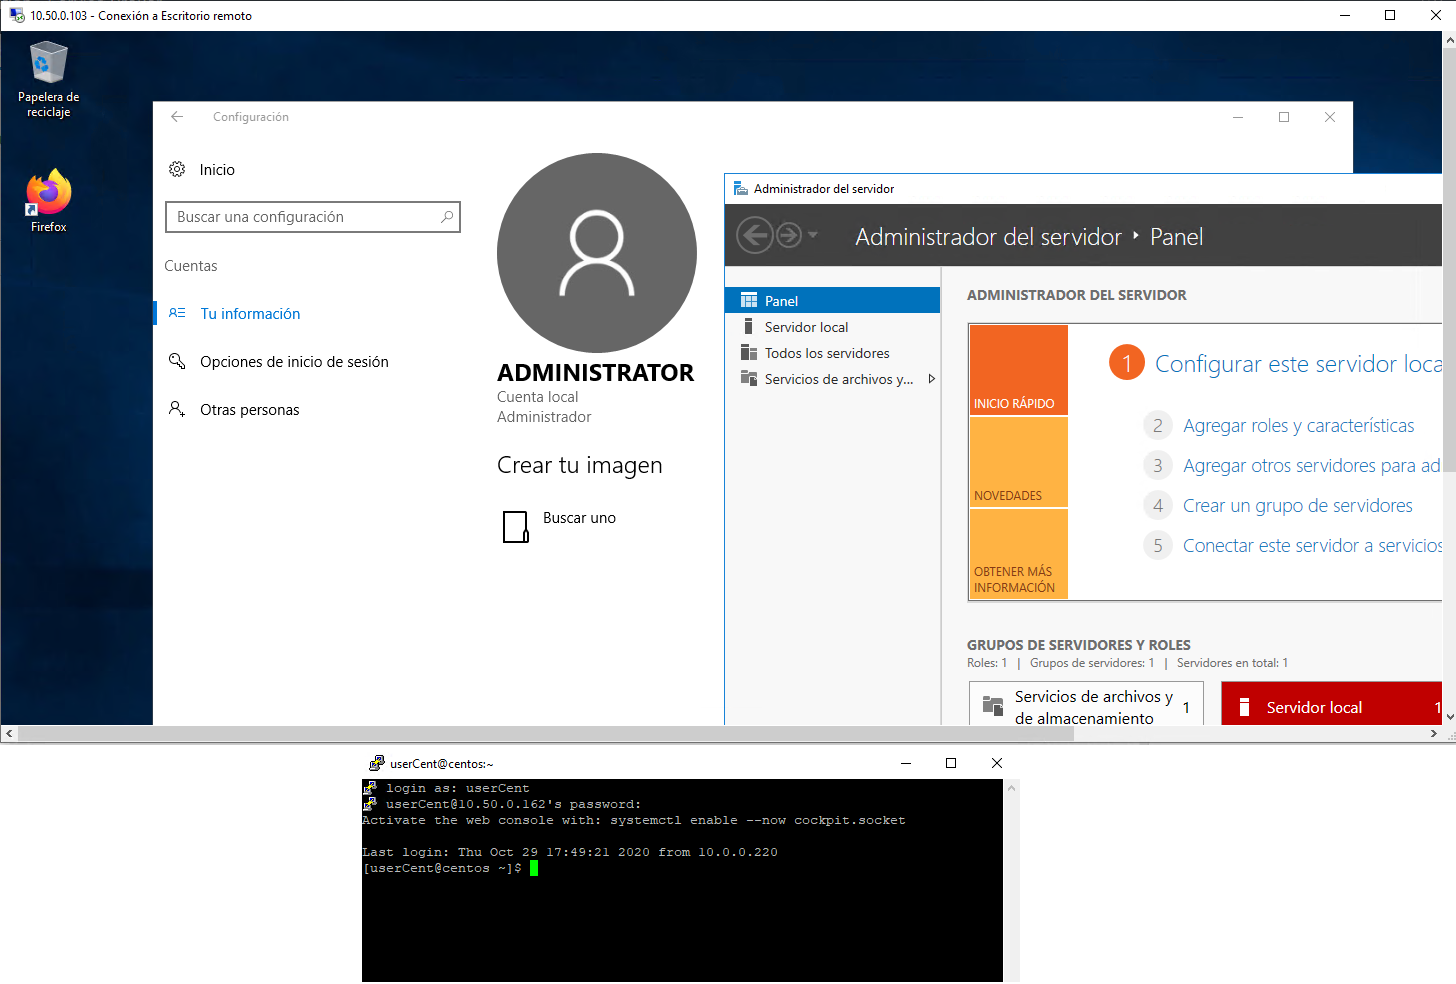 10.50.0.103 - Conexión a Escritorio remoto
Papelera de
reciclaje
Firefox
Configuración
Inicio
Buscar una configuración
Cuentas
Tu información
Opciones de inicio de sesión
Otras personas
ADMINISTRATOR
Cuenta local
Administrador
Crear tu imagen
Buscar uno
Administrador del servidor
Administrador del servidor ‣ Panel
Panel
Servidor local
Todos los servidores
Servicios de archivos y...
ADMINISTRADOR DEL SERVIDOR
INICIO RÁPIDO
NOVEDADES
OBTENER MÁS
INFORMACIÓN
1 Configurar este servidor loca
2 Agregar roles y características
3 Agregar otros servidores para ad
4 Crear un grupo de servidores
5 Conectar este servidor a servicios
GRUPOS DE SERVIDORES Y ROLES
Roles: 1 | Grupos de servidores: 1 | Servidores en total: 1
Servicios de archivos y
de almacenamiento
1
Servidor local
1
userCent@centos:~
login as: userCent
userCent@10.50.0.162's password:
Activate the web console with: systemctl enable --now cockpit.socket
Last login: Thu Oct 29 17:49:21 2020 from 10.0.0.220
[userCent@centos ~]$